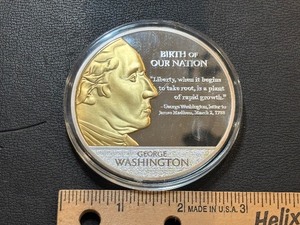 BIRTH OF
OUR NATION
"Liberty, when it begins
to take root, is a plant
of rapid growth."
- George Washington, letter to
James Madison, March 2, 1788
GEORGE
WASHINGTON
1 2 MADE IN U.S.A. 3 Helix